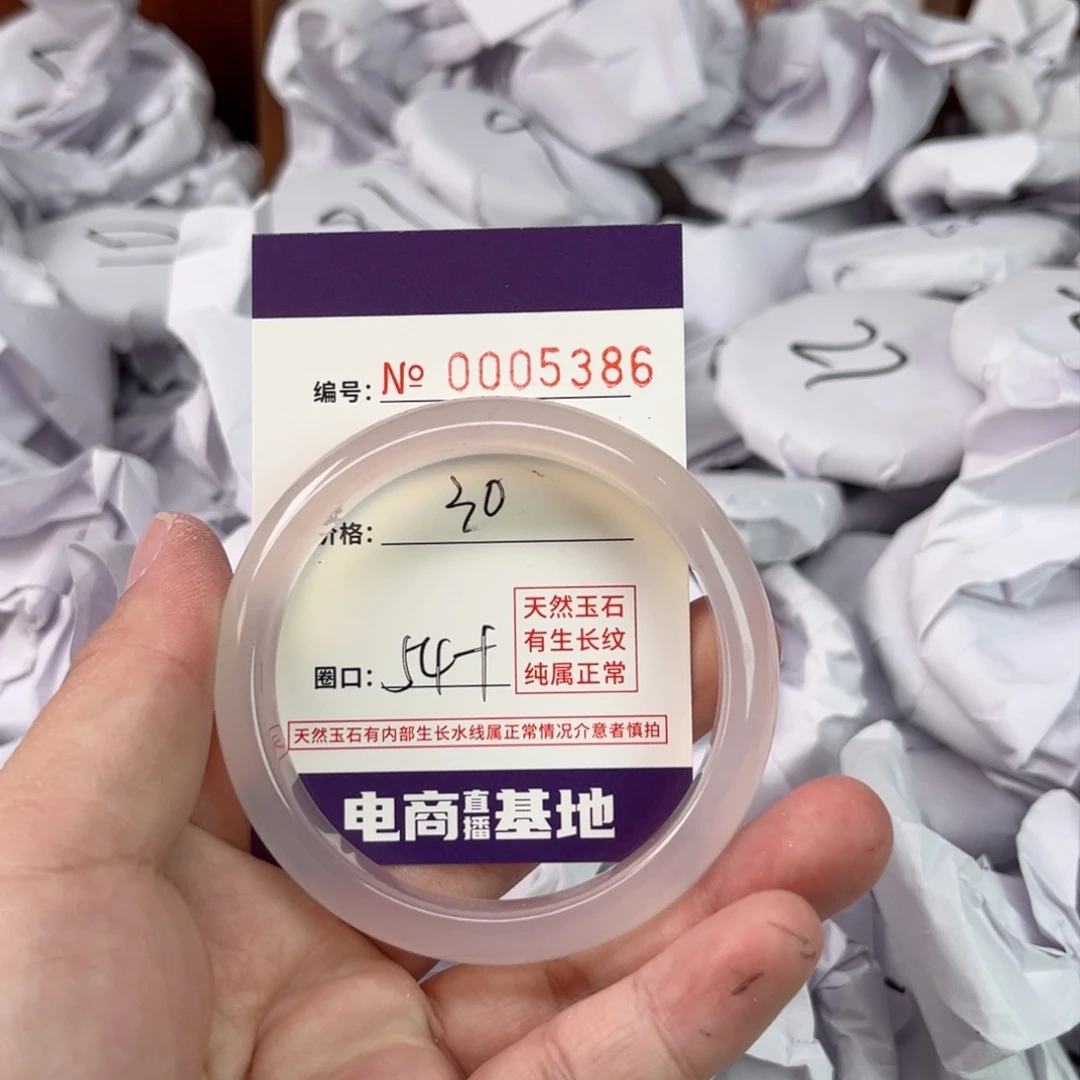 编号: № 0005386
价格: 30
圈口: 54+
天然玉石
有生长纹
纯属正常
天然玉石有内部生长水线属正常情况介意者慎拍
电商直播基地